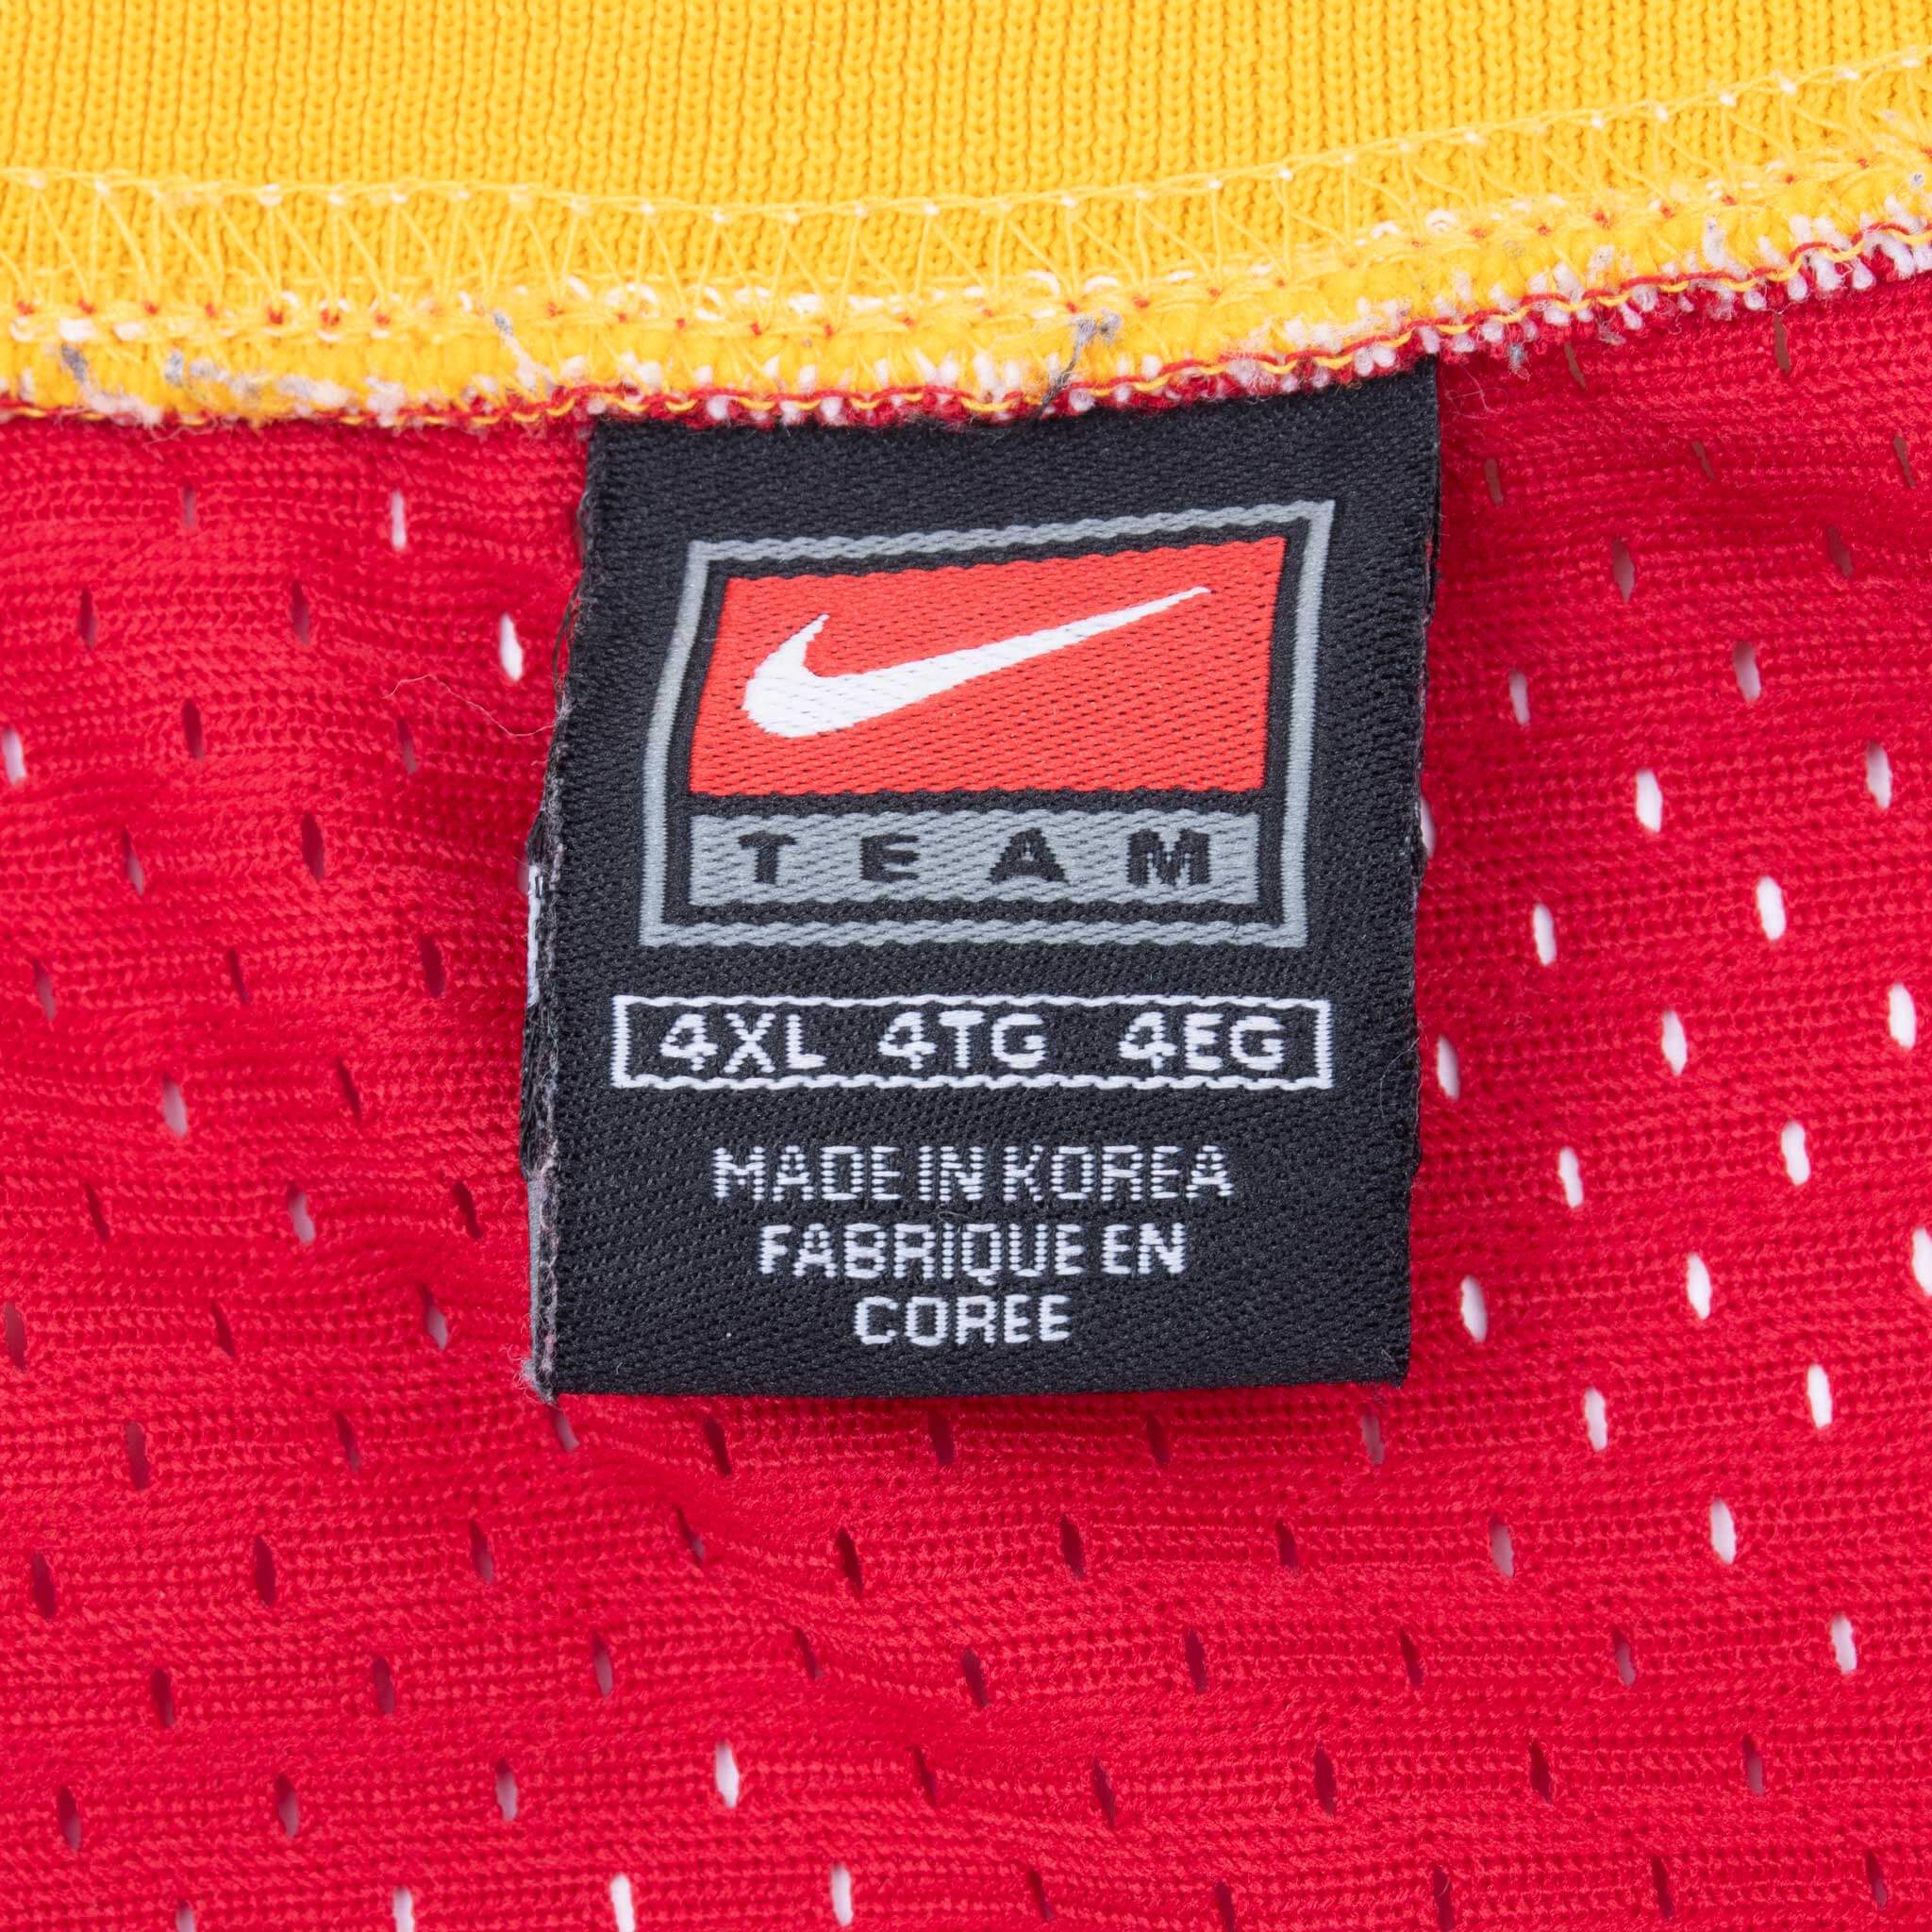 TEAM
4XL 4TG 4EG
MADE IN KOREA
FABRIQUE EN
COREE